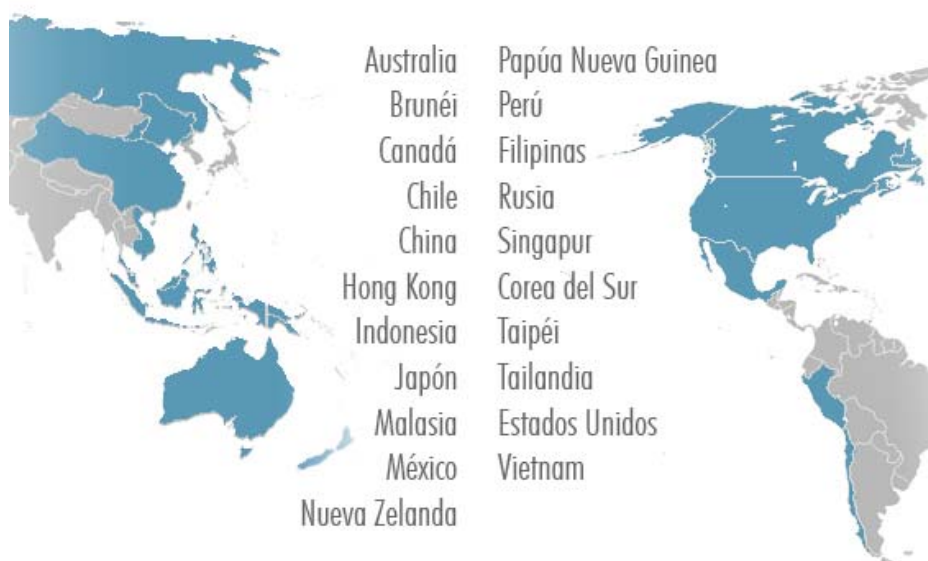 Australia
Brunéi
Canadá
Chile
China
Hong Kong
Indonesia
Japón
Malasia
México
Nueva Zelanda
Papúa Nueva Guinea
Perú
Filipinas
Rusia
Singapur
Corea del Sur
Taipéi
Tailandia
Estados Unidos
Vietnam